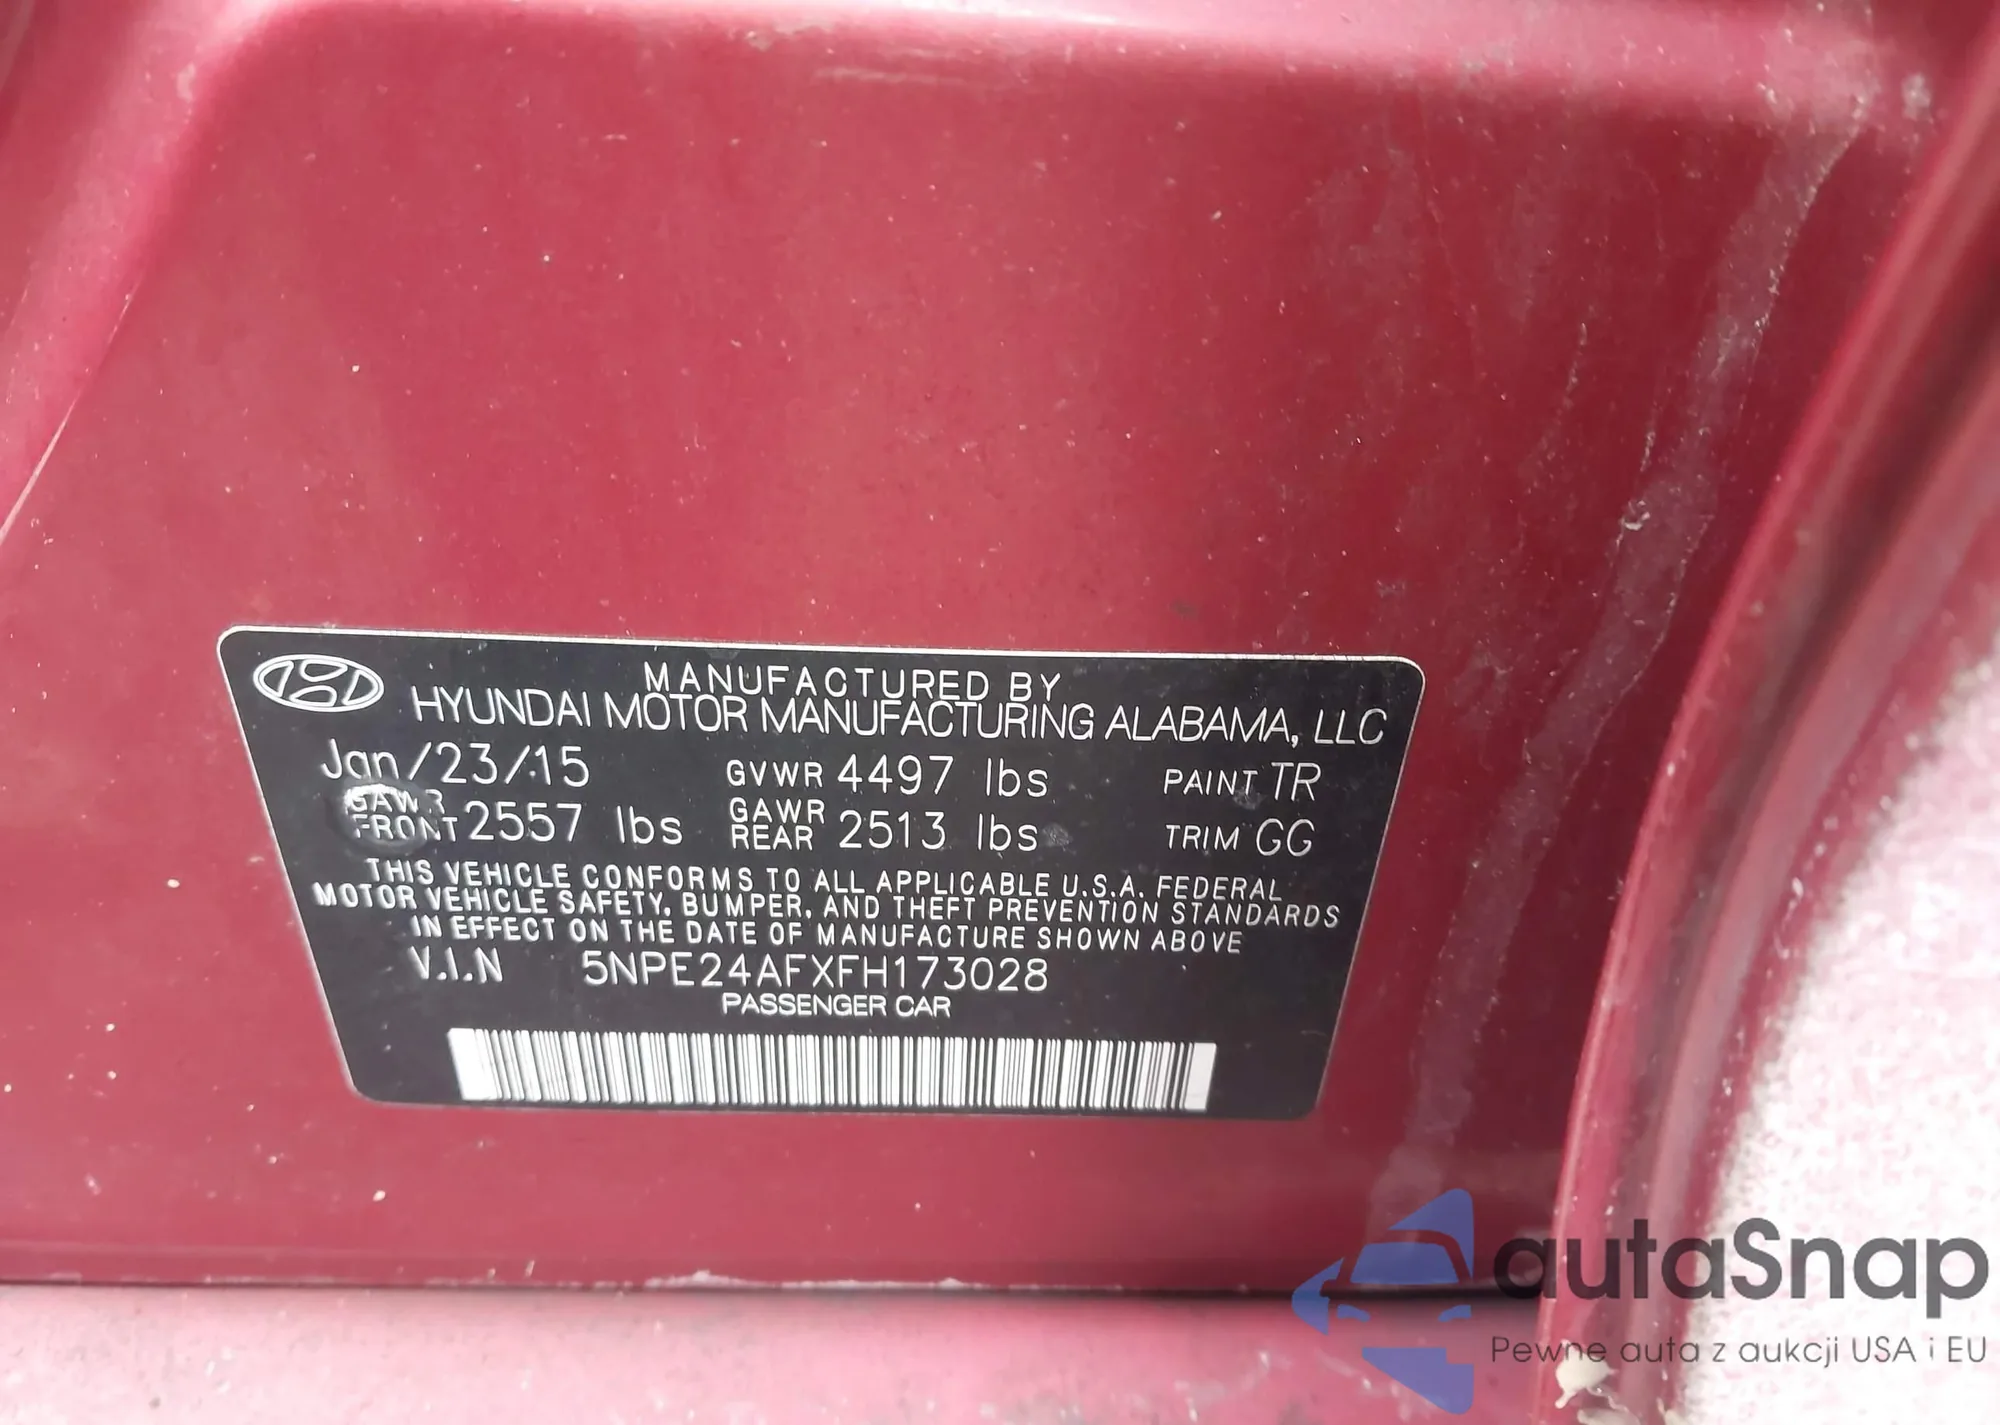 MANUFACTURED BY
HYUNDAI MOTOR MANUFACTURING ALABAMA, LLC
Jan/23/15 GVWR 4497 lbs PAINT TR
GAWR FRONT 2557 lbs GAWR REAR 2513 lbs TRIM GG
THIS VEHICLE CONFORMS TO ALL APPLICABLE U.S.A. FEDERAL
MOTOR VEHICLE SAFETY, BUMPER, AND THEFT PREVENTION STANDARDS
IN EFFECT ON THE DATE OF MANUFACTURE SHOWN ABOVE
V.I.N 5NPE24AFXFH173028
PASSENGER CAR
autaSnap
Pewne auta z aukcji USA i EU